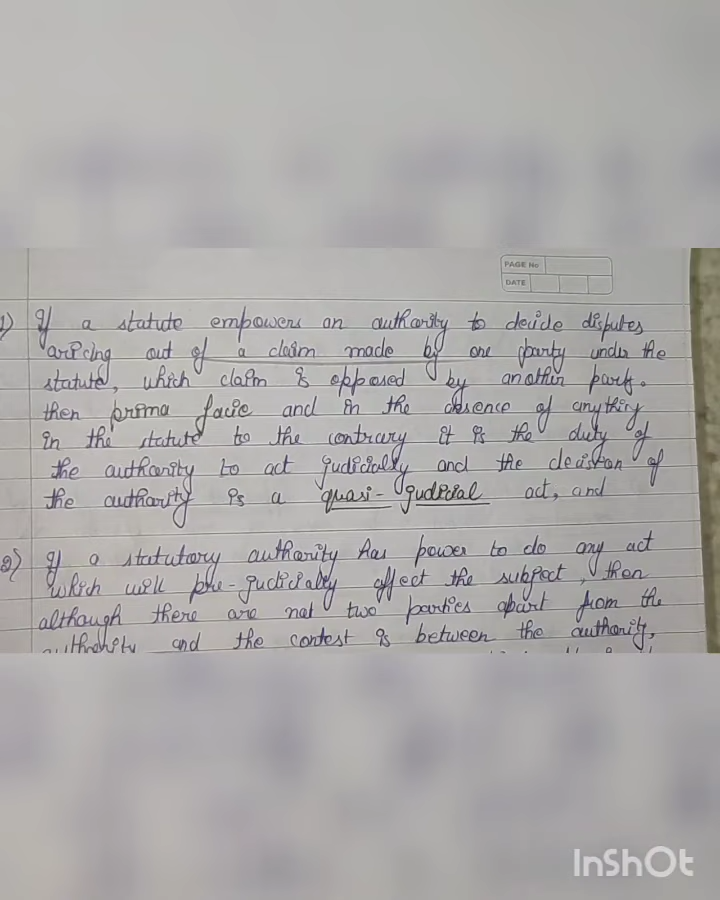 PAGE No
DATE
1) If a statute empowers an authority to decide disputes
arising out of a claim made by one party under the
statute, which claim is opposed by another party.
then prima facie and in the absence of anything
in the statute to the contrary it is the duty of
the authority to act judicially and the decision of
the authority is a quasi-judicial act, and
2) If a statutory authority has power to do any act
which will pre-judicially affect the subject, then
although there are not two parties apart from the
authority and the contest is between the authority,
InShOt